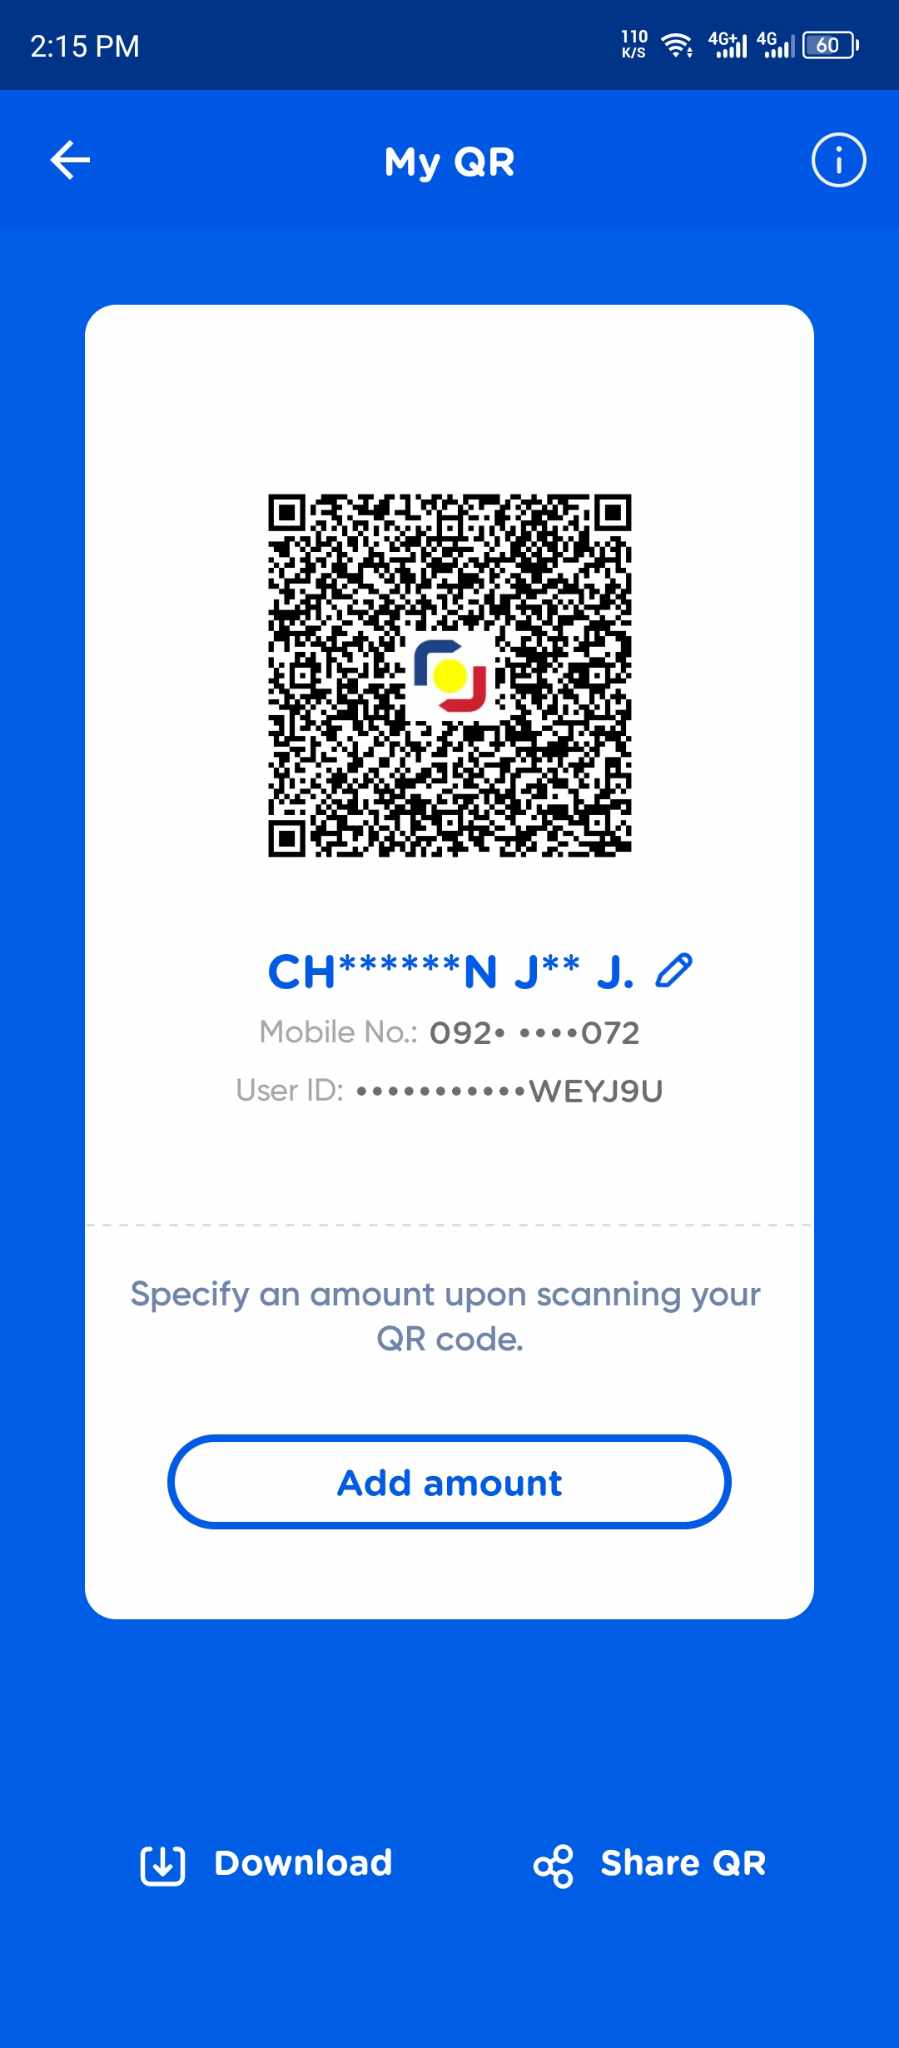 2:15 PM
110
K/S
4G+
4G
60
My QR
CH******N J** J.
Mobile No.: 092• ••••072
User ID: •••••••••••WEYJ9U
Specify an amount upon scanning your
QR code.
Add amount
Download
Share QR